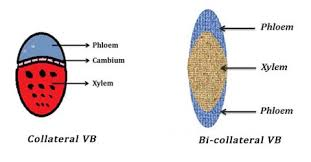 Phloem
Cambium
Xylem
Collateral VB
Phloem
Xylem
Phloem
Bi-collateral VB